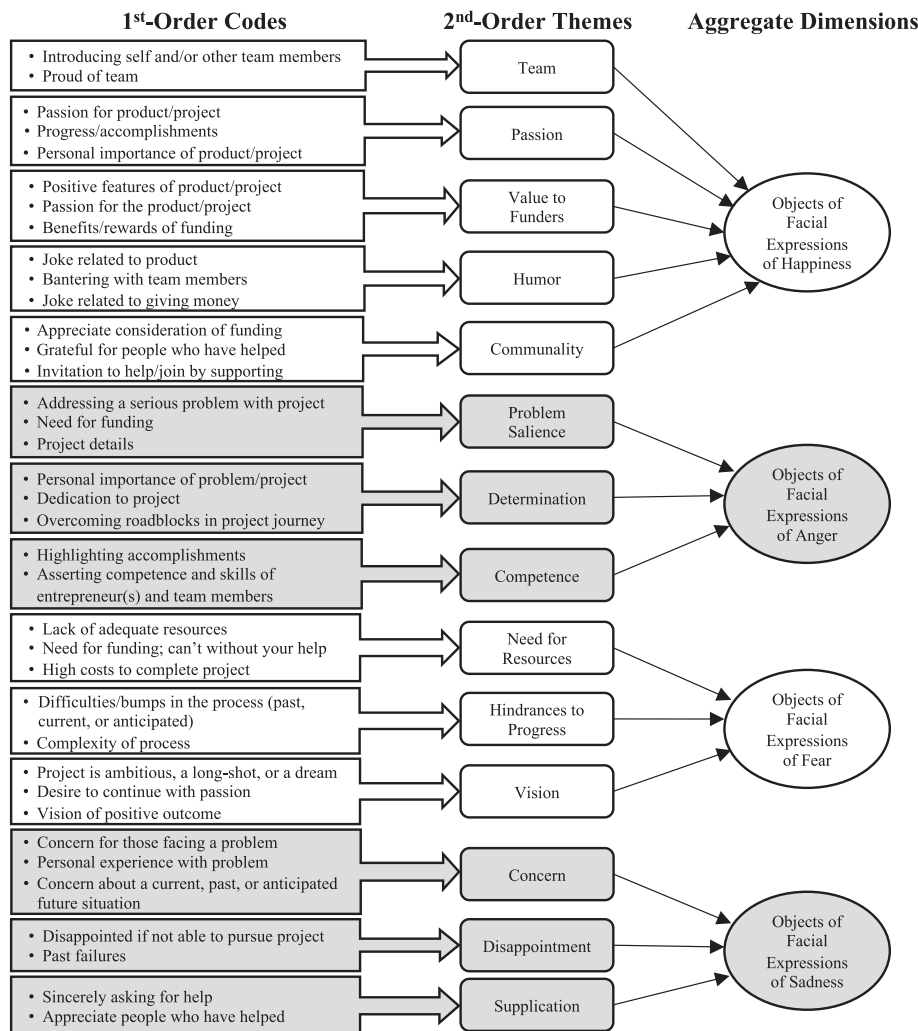 1st-Order Codes
2nd-Order Themes
Aggregate Dimensions
• Introducing self and/or other team members
• Proud of team
Team
• Passion for product/project
• Progress/accomplishments
• Personal importance of product/project
Passion
• Positive features of product/project
• Passion for the product/project
• Benefits/rewards of funding
Value to
Funders
• Joke related to product
• Bantering with team members
• Joke related to giving money
Humor
• Appreciate consideration of funding
• Grateful for people who have helped
• Invitation to help/join by supporting
Communality
Objects of
Facial
Expressions
of Happiness
• Addressing a serious problem with project
• Need for funding
• Project details
Problem
Salience
• Personal importance of problem/project
• Dedication to project
• Overcoming roadblocks in project journey
Determination
• Highlighting accomplishments
• Asserting competence and skills of
entrepreneur(s) and team members
Competence
Objects of
Facial
Expressions
of Anger
• Lack of adequate resources
• Need for funding; can't without your help
• High costs to complete project
Need for
Resources
• Difficulties/bumps in the process (past,
current, or anticipated)
• Complexity of process
Hindrances to
Progress
• Project is ambitious, a long-shot, or a dream
• Desire to continue with passion
• Vision of positive outcome
Vision
Objects of
Facial
Expressions
of Fear
• Concern for those facing a problem
• Personal experience with problem
• Concern about a current, past, or anticipated
future situation
Concern
• Disappointed if not able to pursue project
• Past failures
Disappointment
• Sincerely asking for help
• Appreciate people who have helped
Supplication
Objects of
Facial
Expressions
of Sadness